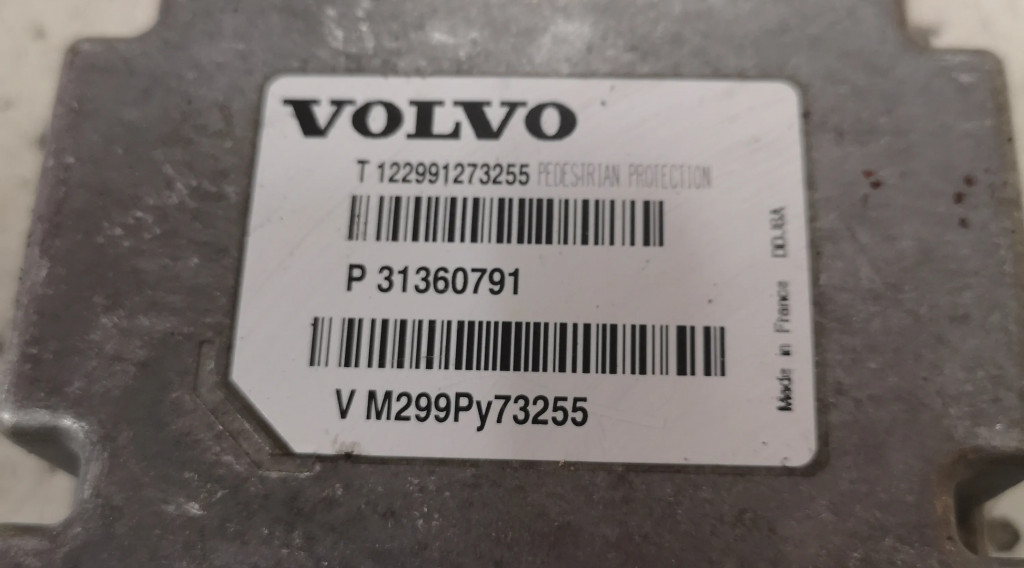 VOLVO
T 122991273255 PEDESTRIAN PROTECTION
P 31360791
V M299Py73255
Made in France